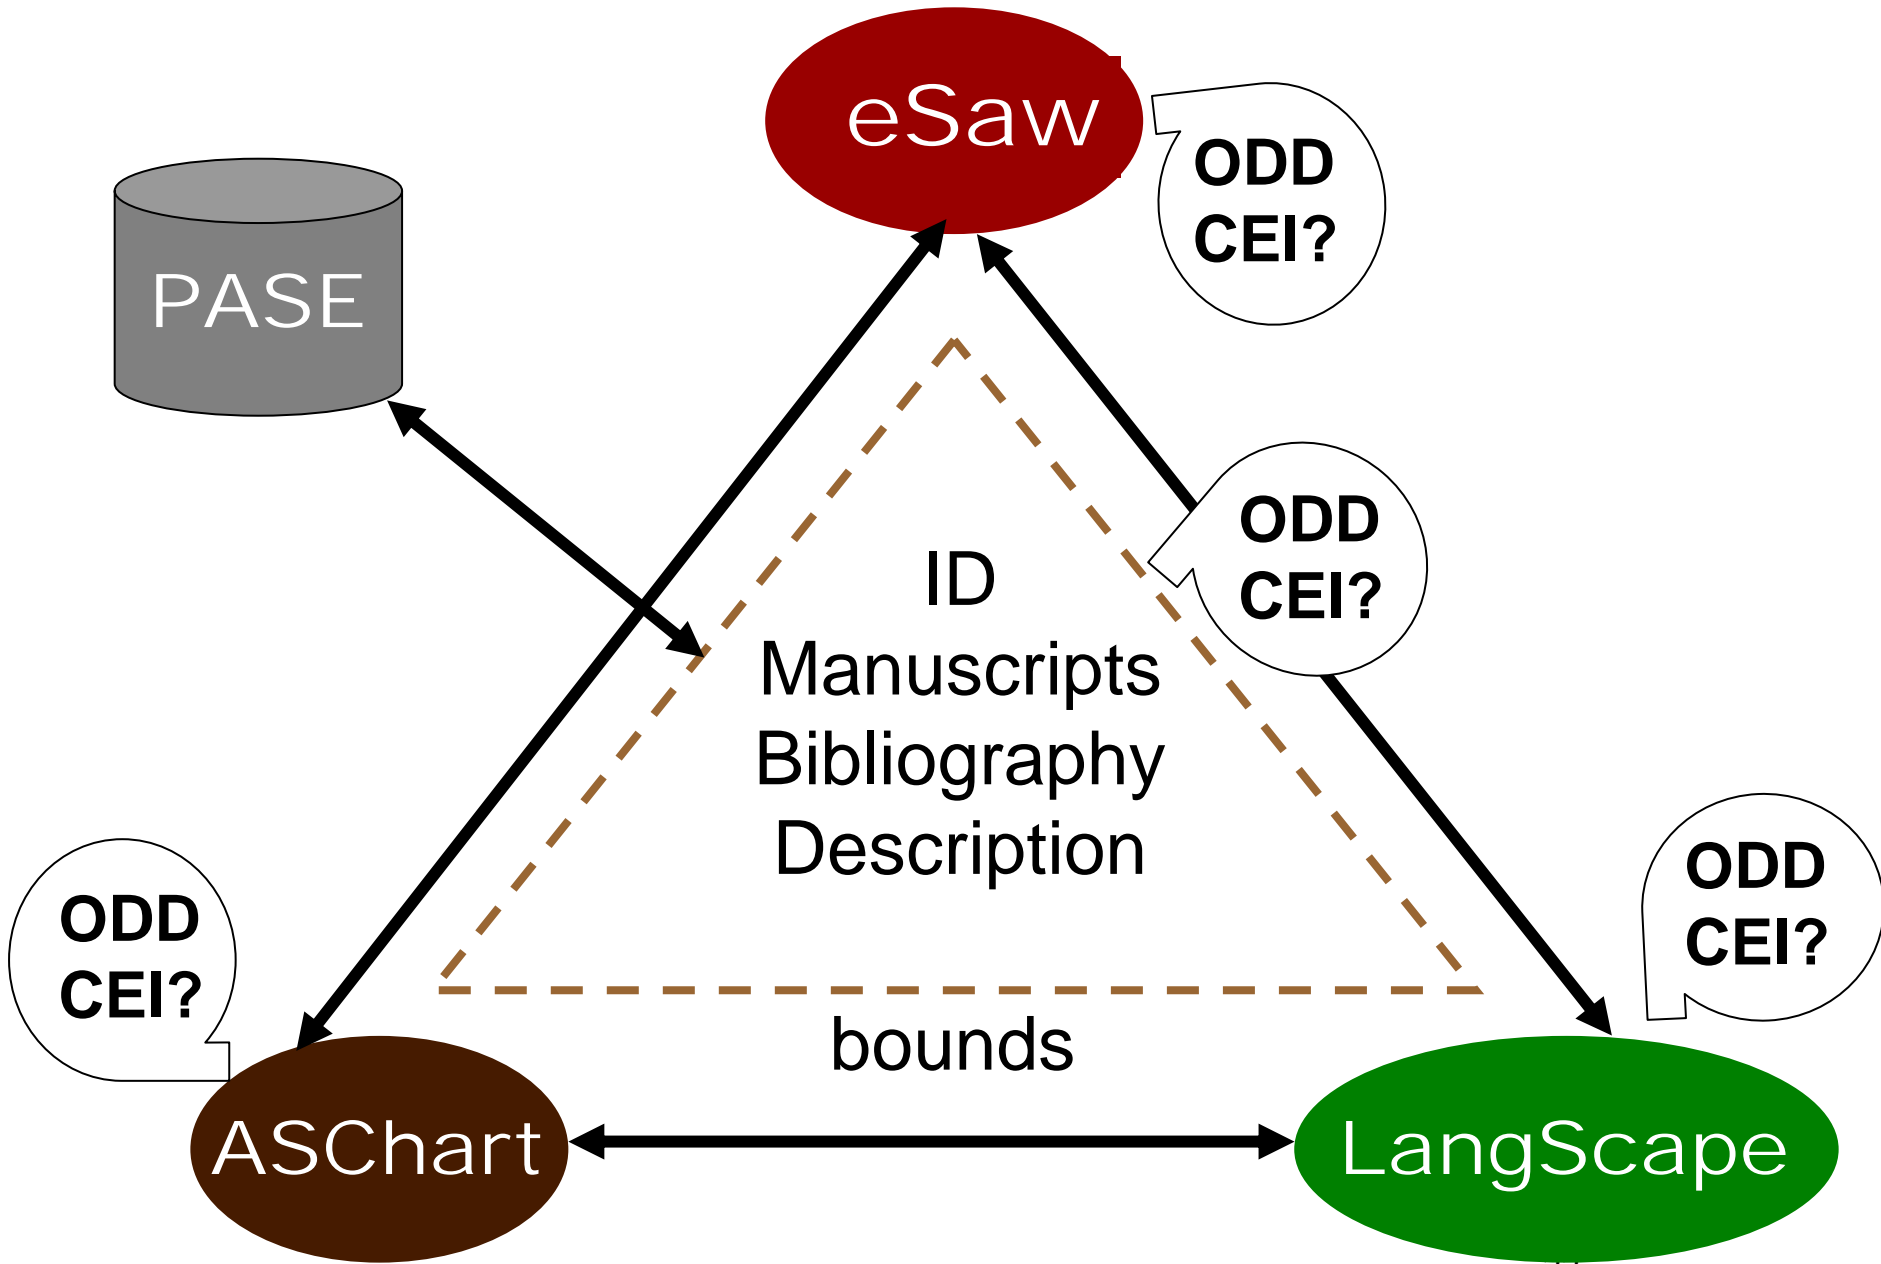 eSaw
ODD
CEI?
PASE
ODD
CEI?
ID
Manuscripts
Bibliography
Description
ODD
CEI?
ODD
CEI?
bounds
ASChart
LangScape